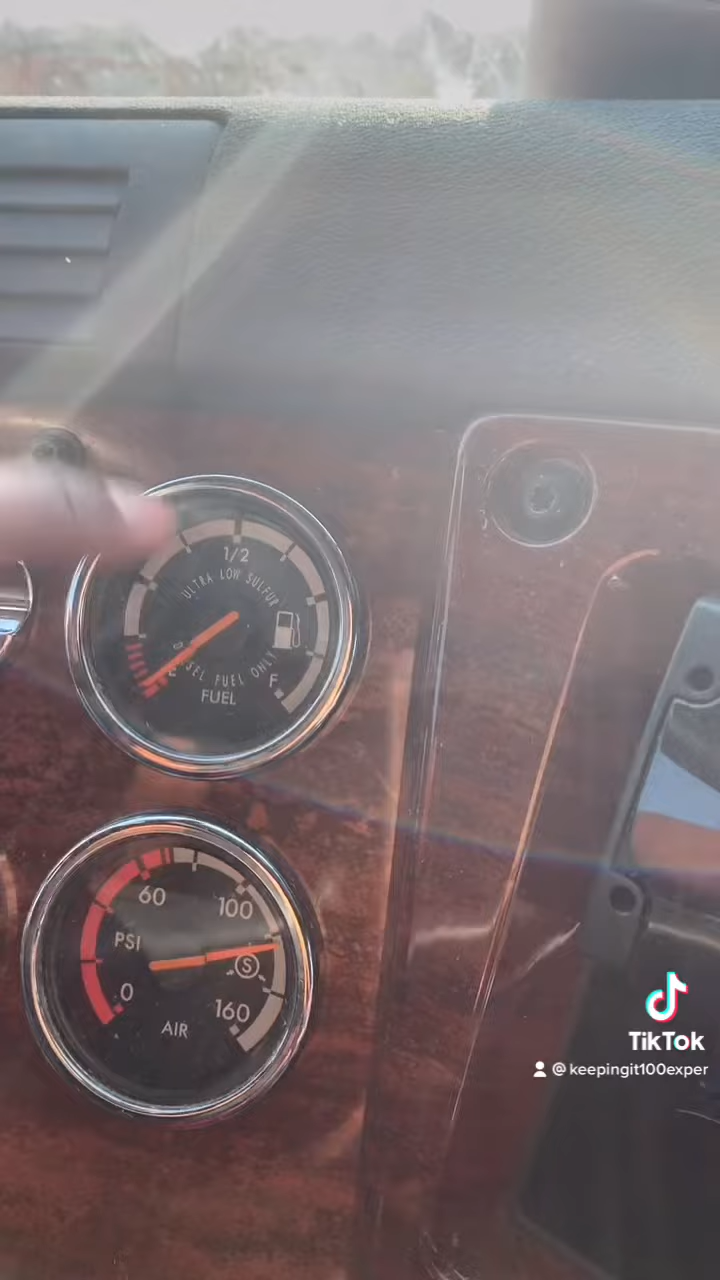 1/2
ULTRA LOW SULFUR
DIESEL FUEL ONLY
E
F
FUEL
60
100
PSI
S
0
160
AIR
TikTok
@keepingit100exper